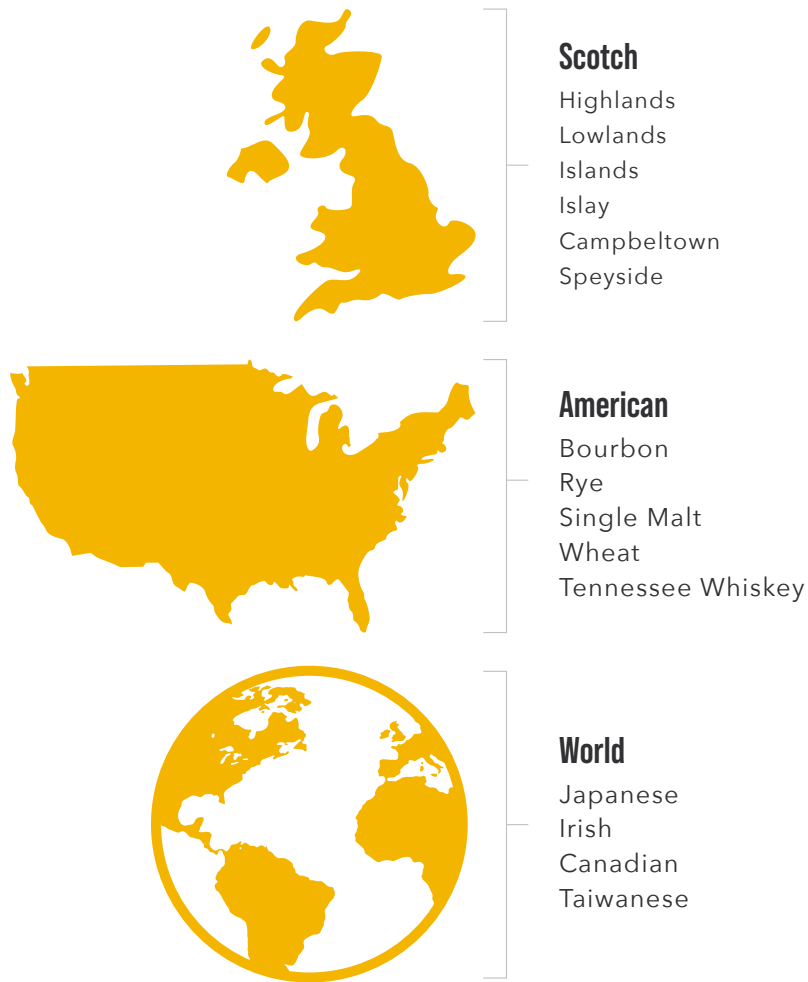 Scotch
Highlands
Lowlands
Islands
Islay
Campbeltown
Speyside
American
Bourbon
Rye
Single Malt
Wheat
Tennessee Whiskey
World
Japanese
Irish
Canadian
Taiwanese